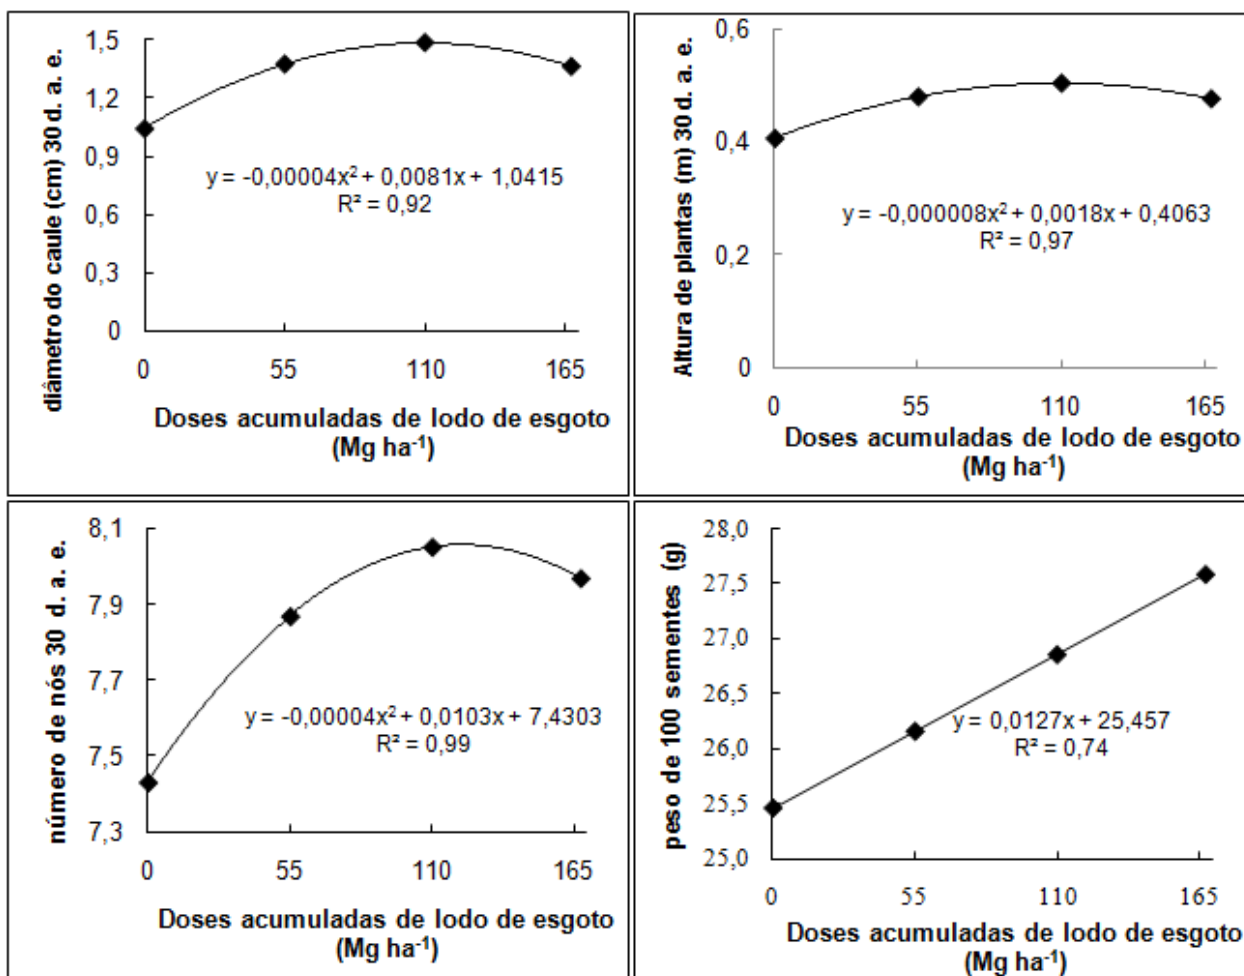 diâmetro do caule (cm) 30 d. a. e.
1,5
1,2
0,9
0,6
0,3
0
y = -0,00004x² + 0,0081x + 1,0415
R² = 0,92
0 55 110 165
Doses acumuladas de lodo de esgoto
(Mg ha⁻¹)
Altura de plantas (m) 30 d. a. e.
0,6
0,4
0,2
0
y = -0,000008x² + 0,0018x + 0,4063
R² = 0,97
0 55 110 165
Doses acumuladas de lodo de esgoto
(Mg ha⁻¹)
número de nós 30 d. a. e.
8,1
7,9
7,7
7,5
7,3
y = -0,00004x² + 0,0103x + 7,4303
R² = 0,99
0 55 110 165
Doses acumuladas de lodo de esgoto
(Mg ha⁻¹)
peso de 100 sementes (g)
28,0
27,5
27,0
26,5
26,0
25,5
25,0
y = 0,0127x + 25,457
R² = 0,74
0 55 110 165
Doses acumuladas de lodo de esgoto
(Mg ha⁻¹)